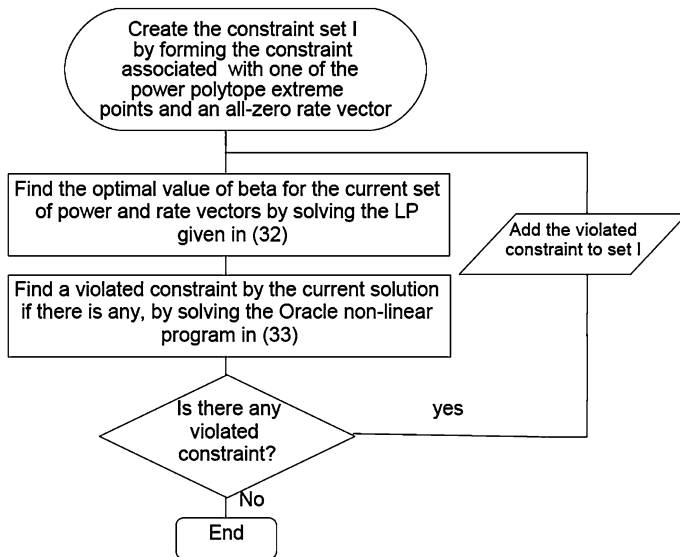 Create the constraint set I
by forming the constraint
associated with one of the
power polytope extreme
points and an all-zero rate vector
Find the optimal value of beta for the current set
of power and rate vectors by solving the LP
given in (32)
Add the violated
constraint to set I
Find a violated constraint by the current solution
if there is any, by solving the Oracle non-linear
program in (33)
Is there any
violated
constraint?
yes
No
End